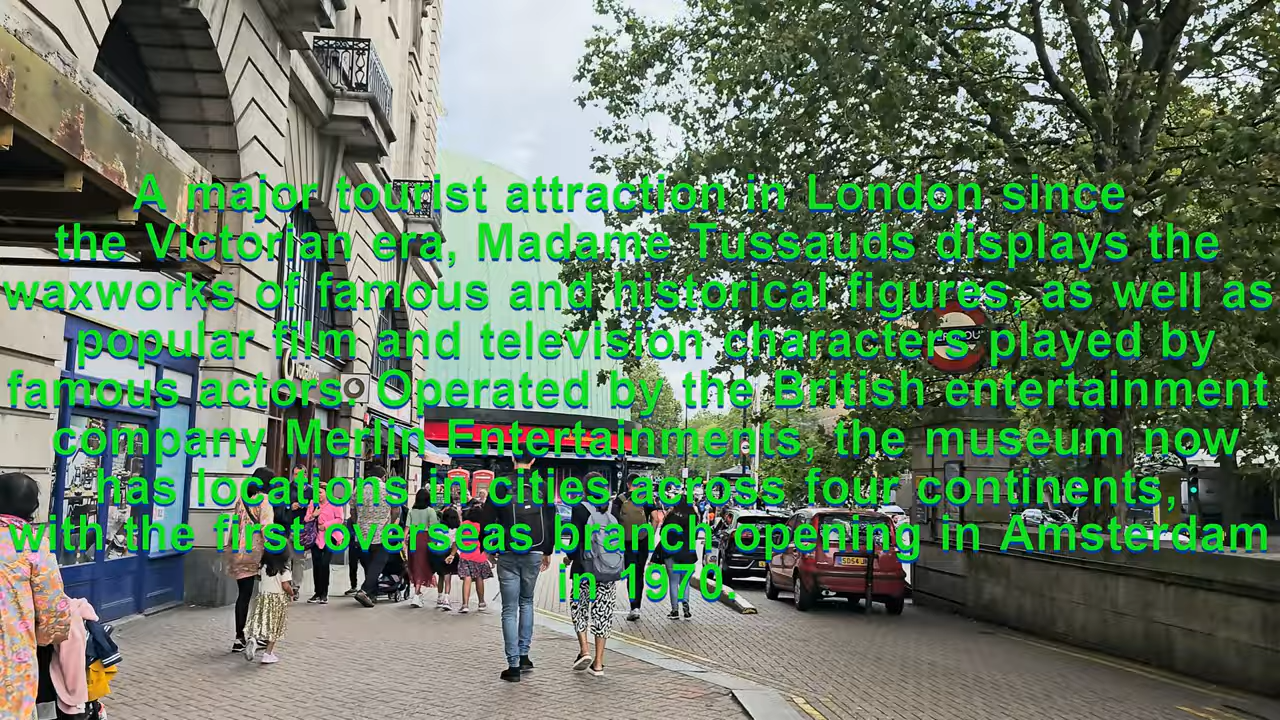 A major tourist attraction in London since
the Victorian era, Madame Tussauds displays the
waxworks of famous and historical figures, as well as
popular film and television characters played by
famous actors. Operated by the British entertainment
company Merlin Entertainments, the museum now
has locations in cities across four continents,
with the first overseas branch opening in Amsterdam
in 1970.